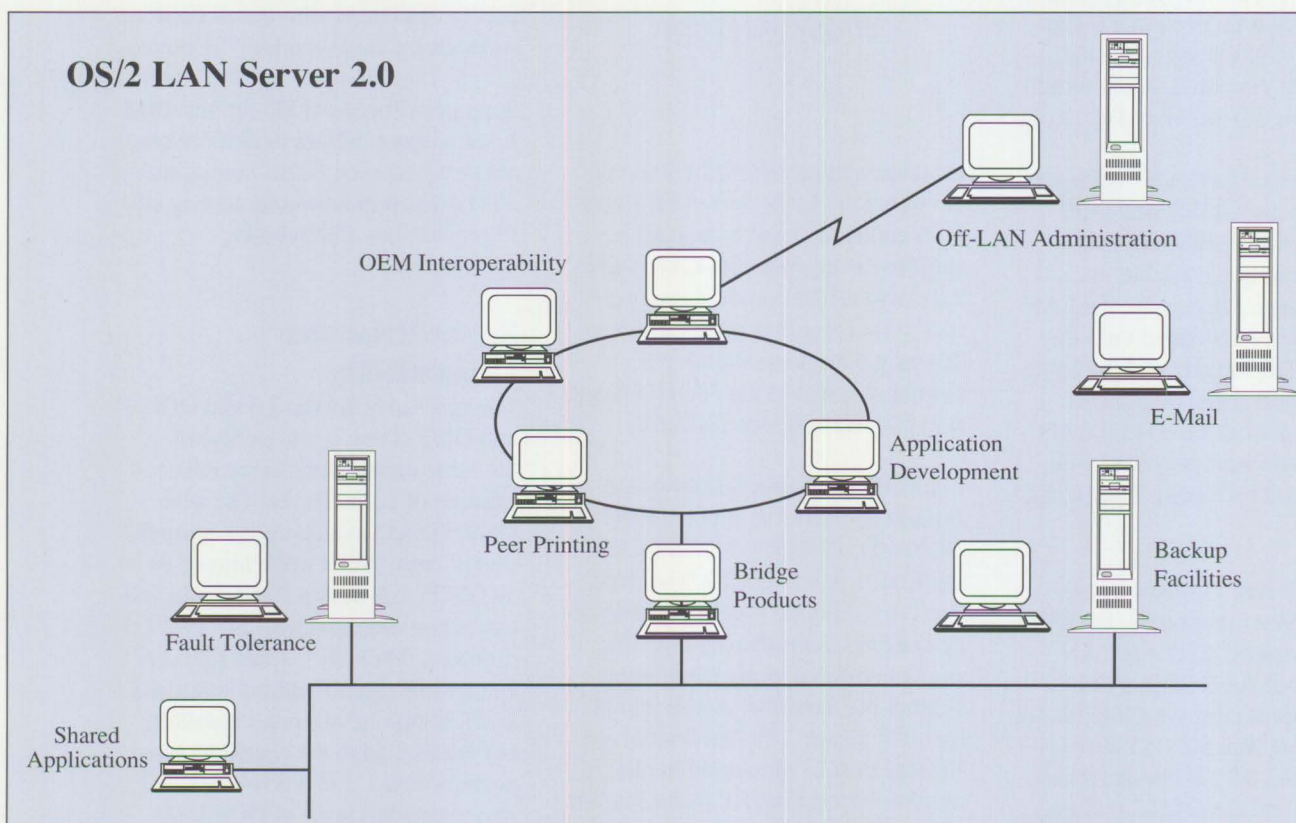 OS/2 LAN Server 2.0
Off-LAN Administration
OEM Interoperability
E-Mail
Application
Development
Peer Printing
Bridge
Products
Backup
Facilities
Fault Tolerance
Shared
Applications